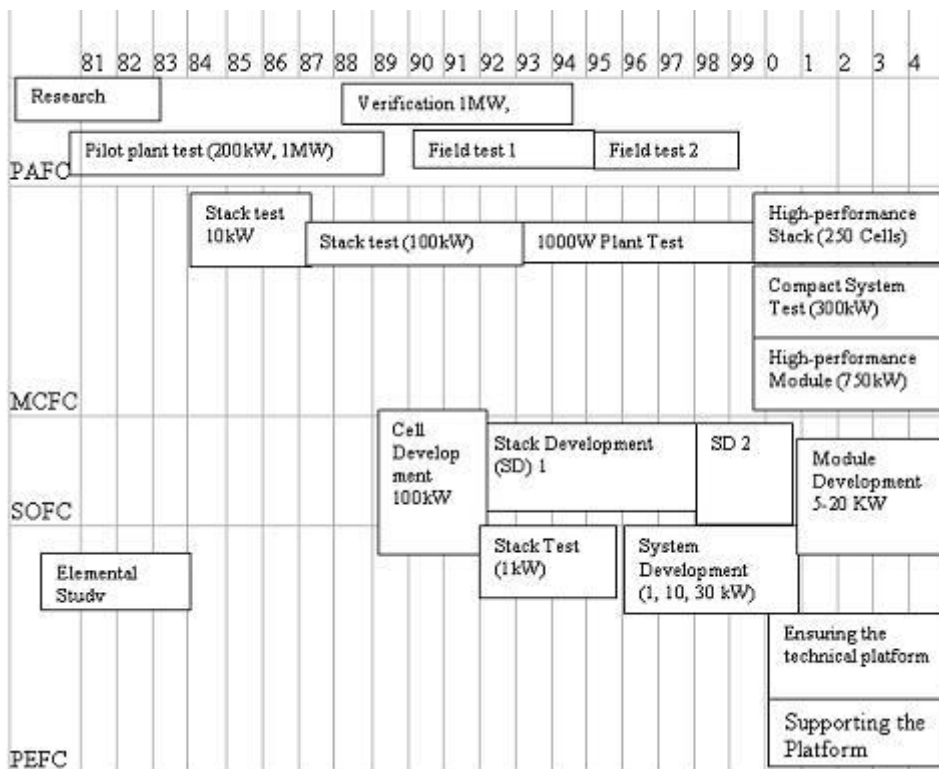 81 82 83 84 85 86 87 88 89 90 91 92 93 94 95 96 97 98 99 0 1 2 3 4
Research
Verification 1MW,
Pilot plant test (200kW, 1MW)
Field test 1
Field test 2
PAFC
Stack test
10kW
Stack test (100kW)
1000W Plant Test
High-performance
Stack (250 Cells)
Compact System
Test (300kW)
High-performance
Module (750kW)
MCFC
Cell
Develop
ment
100kW
Stack Development
(SD) 1
SD 2
Module
Development
5-20 KW
SOFC
Elemental
Study
Stack Test
(1kW)
System
Development
(1, 10, 30 kW)
Ensuring the
technical platform
Supporting the
Platform
PEFC